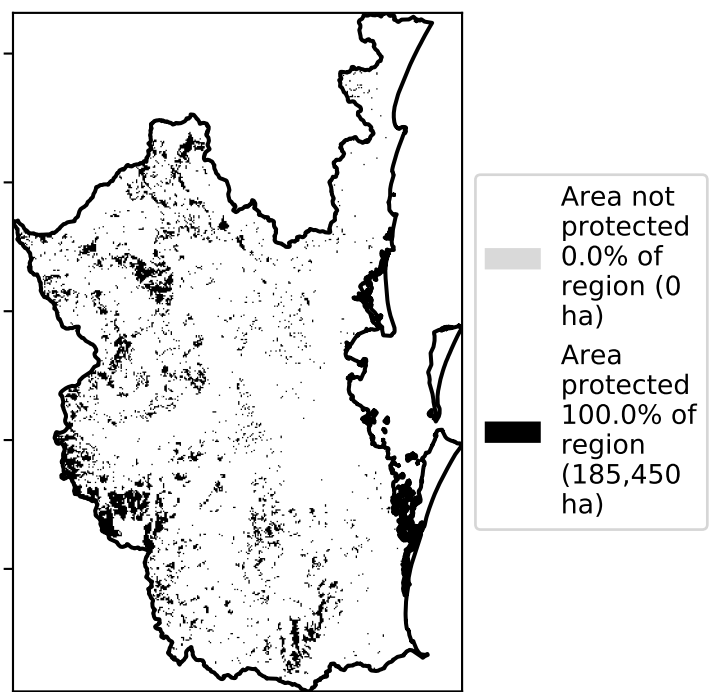 Area not
protected
0.0% of
region (0
ha)
Area
protected
100.0% of
region
(185,450
ha)